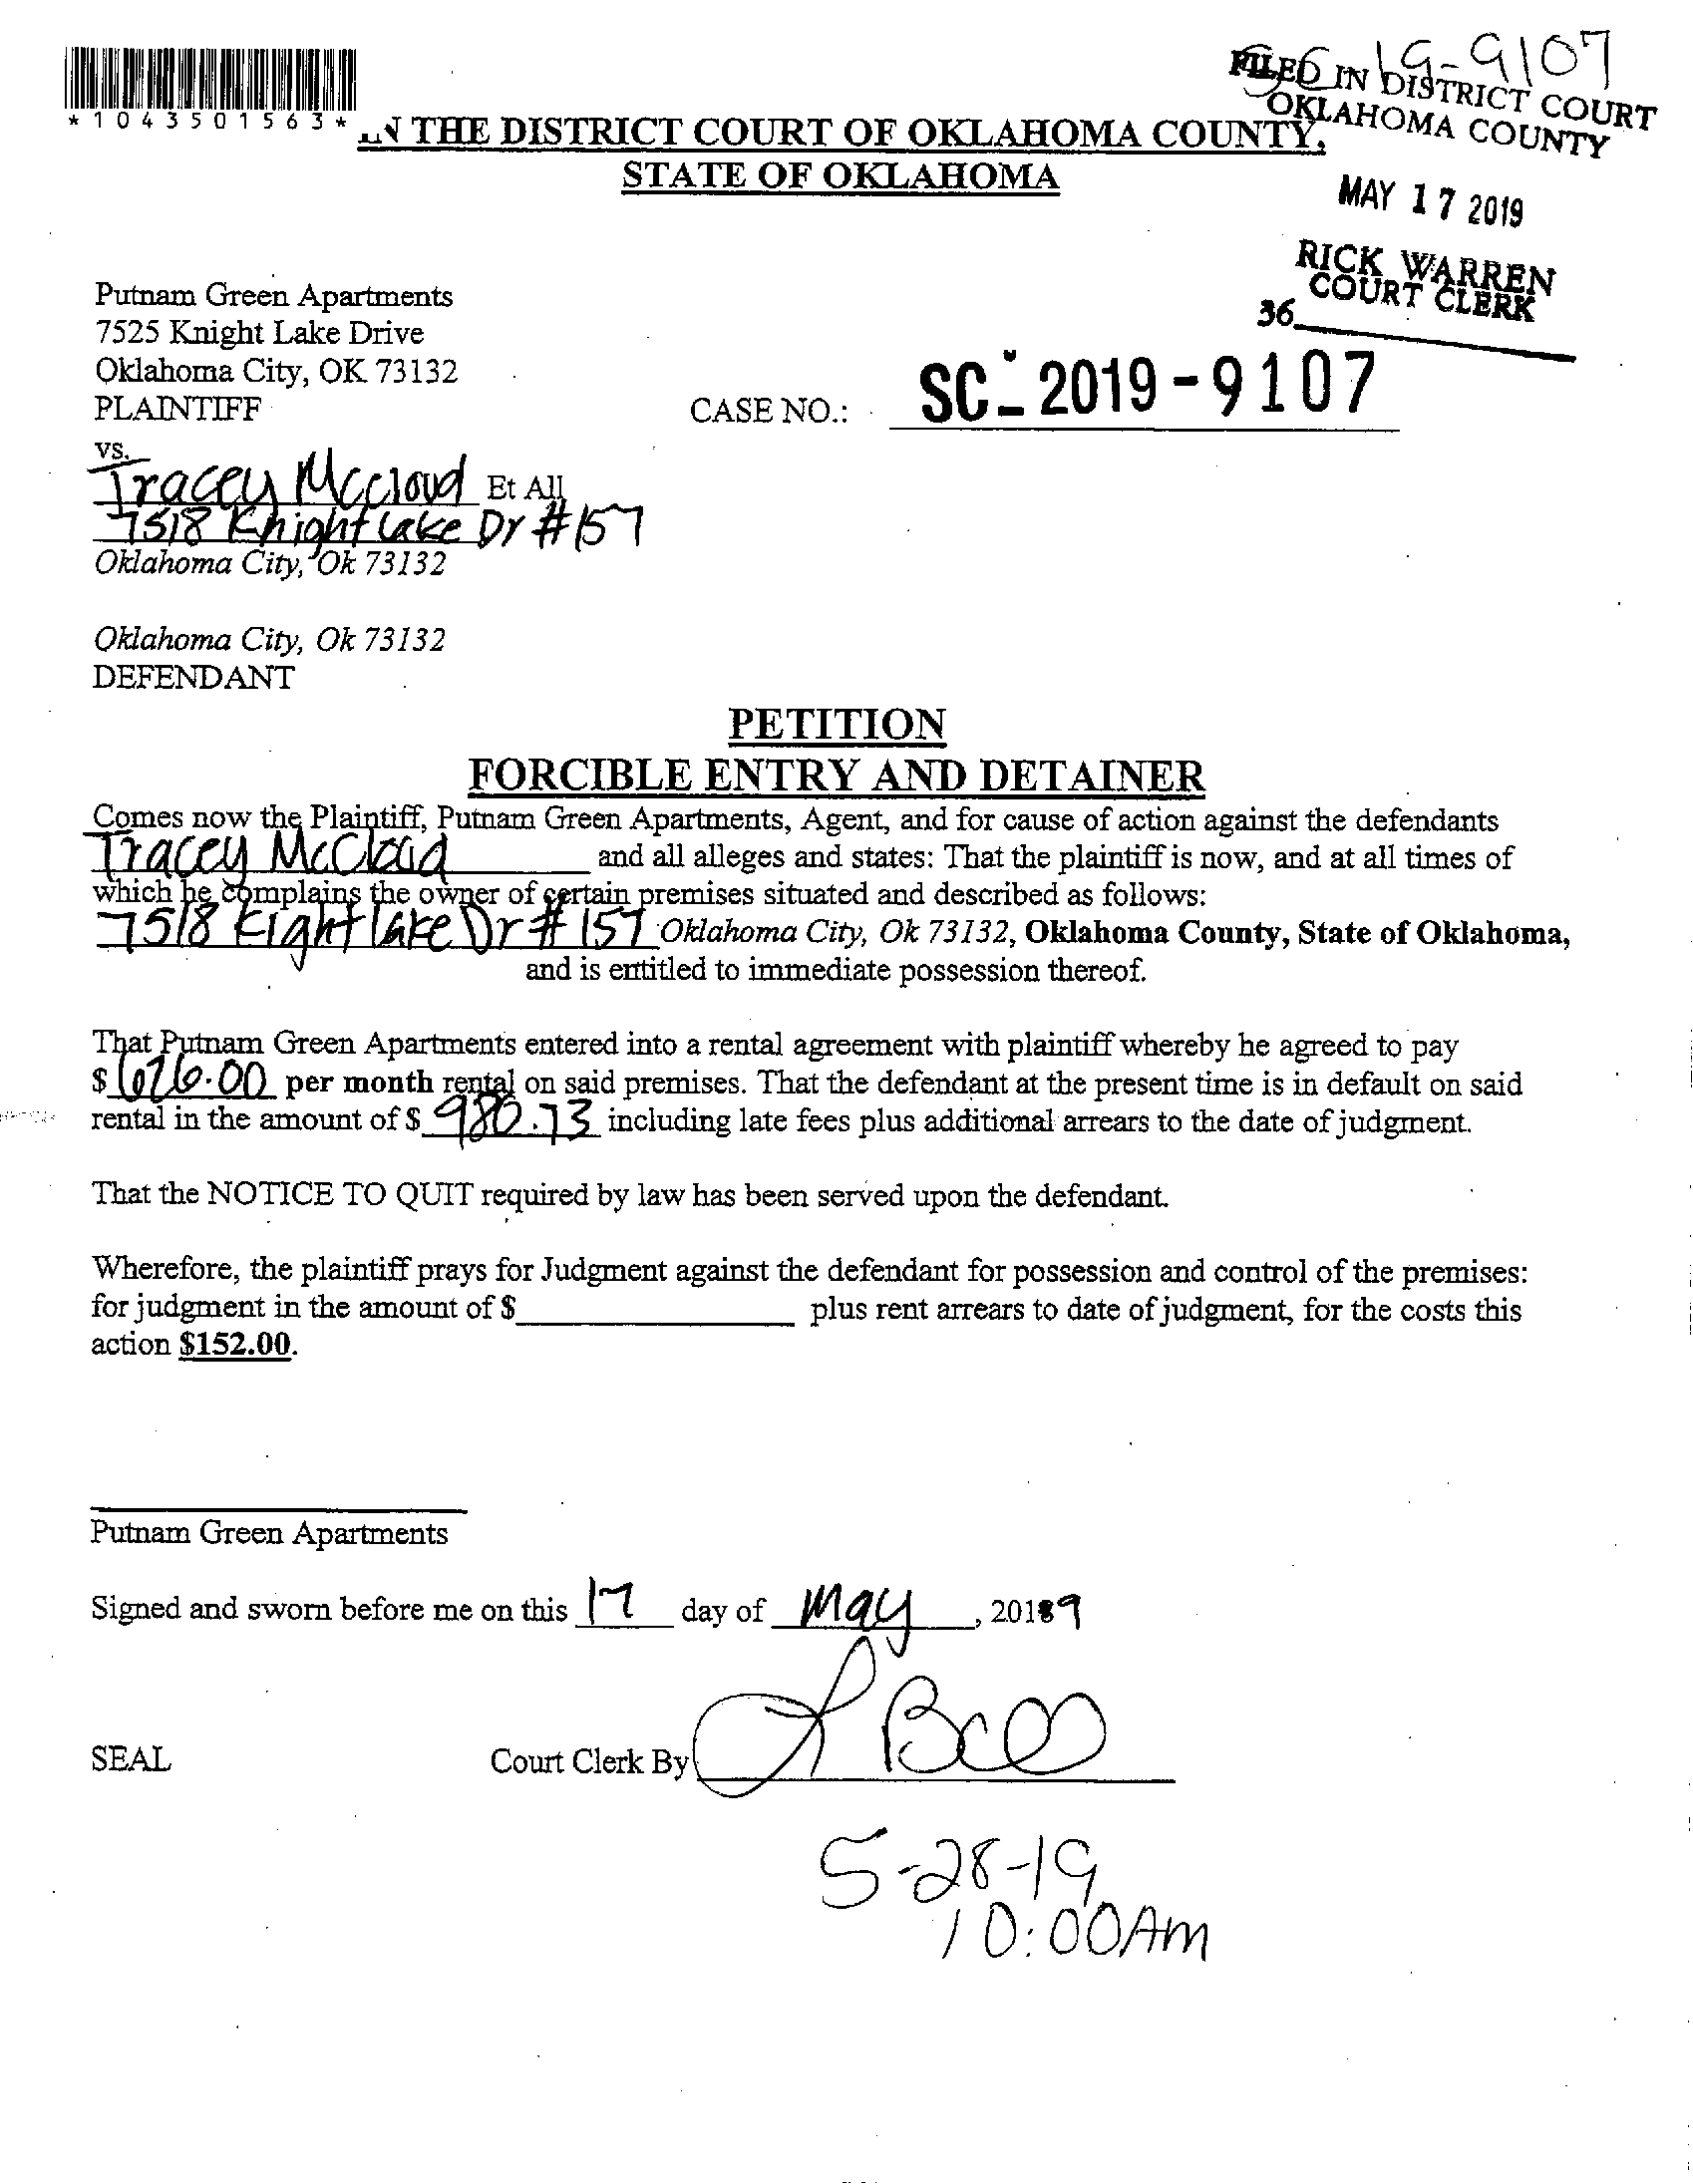 SC-19-9107
FILED IN DISTRICT COURT
OKLAHOMA COUNTY
*1043501563*
IN THE DISTRICT COURT OF OKLAHOMA COUNTY,
STATE OF OKLAHOMA
MAY 17 2019
RICK WARREN
COURT CLERK
36
Putnam Green Apartments
7525 Knight Lake Drive
Oklahoma City, OK 73132
PLAINTIFF
CASE NO.: SC-2019-9107
vs.
Tracey Mccloud Et All
7518 Knight Lake Dr #157
Oklahoma City, Ok 73132
Oklahoma City, Ok 73132
DEFENDANT
PETITION
FORCIBLE ENTRY AND DETAINER
Comes now the Plaintiff, Putnam Green Apartments, Agent, and for cause of action against the defendants
Tracey McCloud and all alleges and states: That the plaintiff is now, and at all times of
which he complains the owner of certain premises situated and described as follows:
7518 Kight lake Dr #157 Oklahoma City, Ok 73132, Oklahoma County, State of Oklahoma,
and is entitled to immediate possession thereof.
That Putnam Green Apartments entered into a rental agreement with plaintiff whereby he agreed to pay
$ 676.00 per month rental on said premises. That the defendant at the present time is in default on said
rental in the amount of $ 980.73 including late fees plus additional arrears to the date of judgment.
That the NOTICE TO QUIT required by law has been served upon the defendant.
Wherefore, the plaintiff prays for Judgment against the defendant for possession and control of the premises:
for judgment in the amount of $ plus rent arrears to date of judgment, for the costs this
action $152.00.
Putnam Green Apartments
Signed and sworn before me on this 17 day of May, 2019
SEAL Court Clerk By
5-28-19
10:00AM